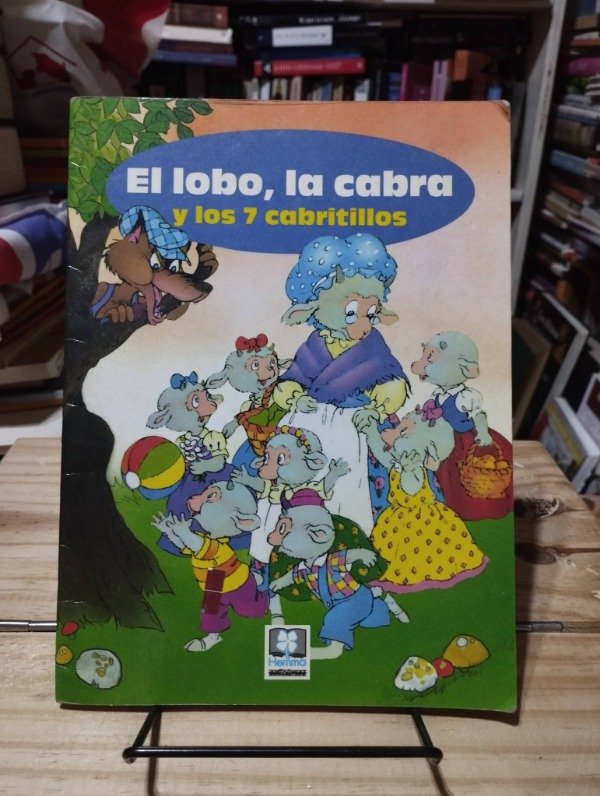 El lobo, la cabra
y los 7 cabritillos
Hemma
ediciones